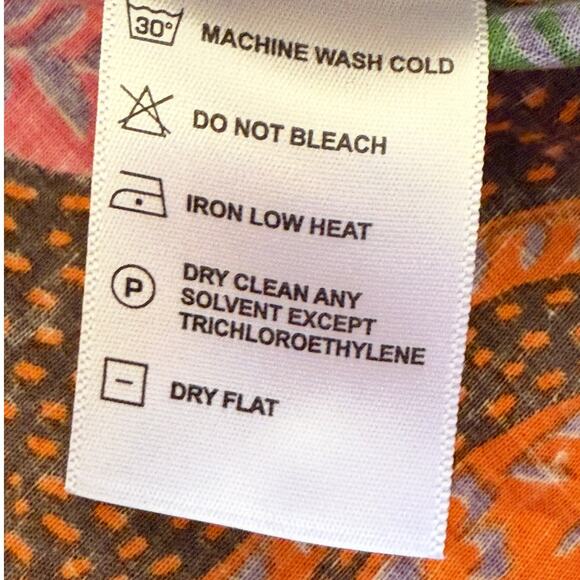 30° MACHINE WASH COLD
DO NOT BLEACH
IRON LOW HEAT
P DRY CLEAN ANY
SOLVENT EXCEPT
TRICHLOROETHYLENE
DRY FLAT